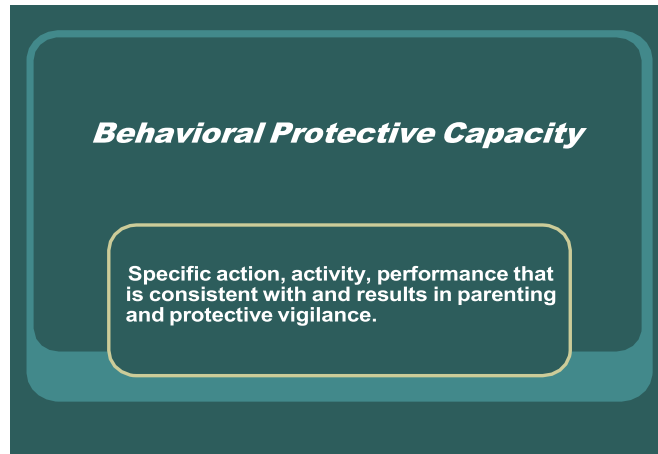 Behavioral Protective Capacity
Specific action, activity, performance that
is consistent with and results in parenting
and protective vigilance.